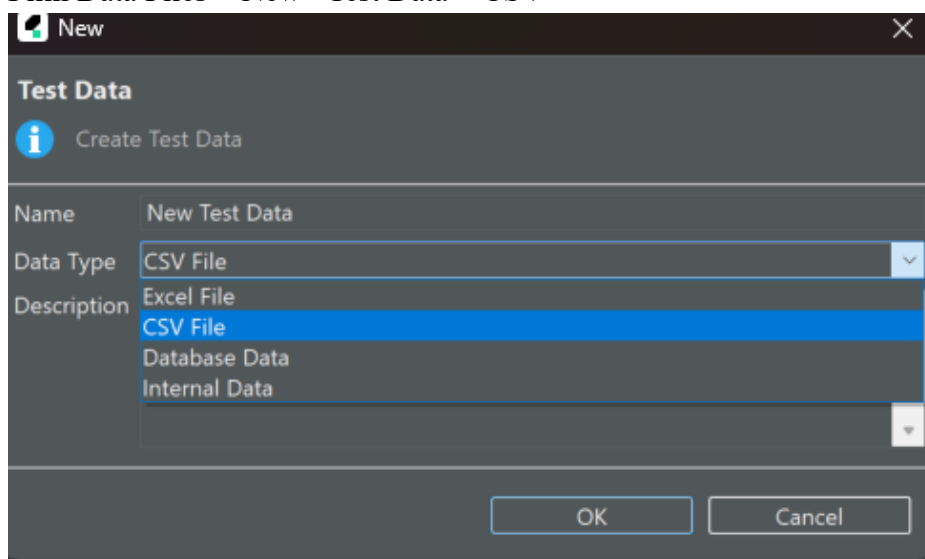 New
Test Data
Create Test Data
Name New Test Data
Data Type CSV File
Description Excel File
CSV File
Database Data
Internal Data
OK Cancel